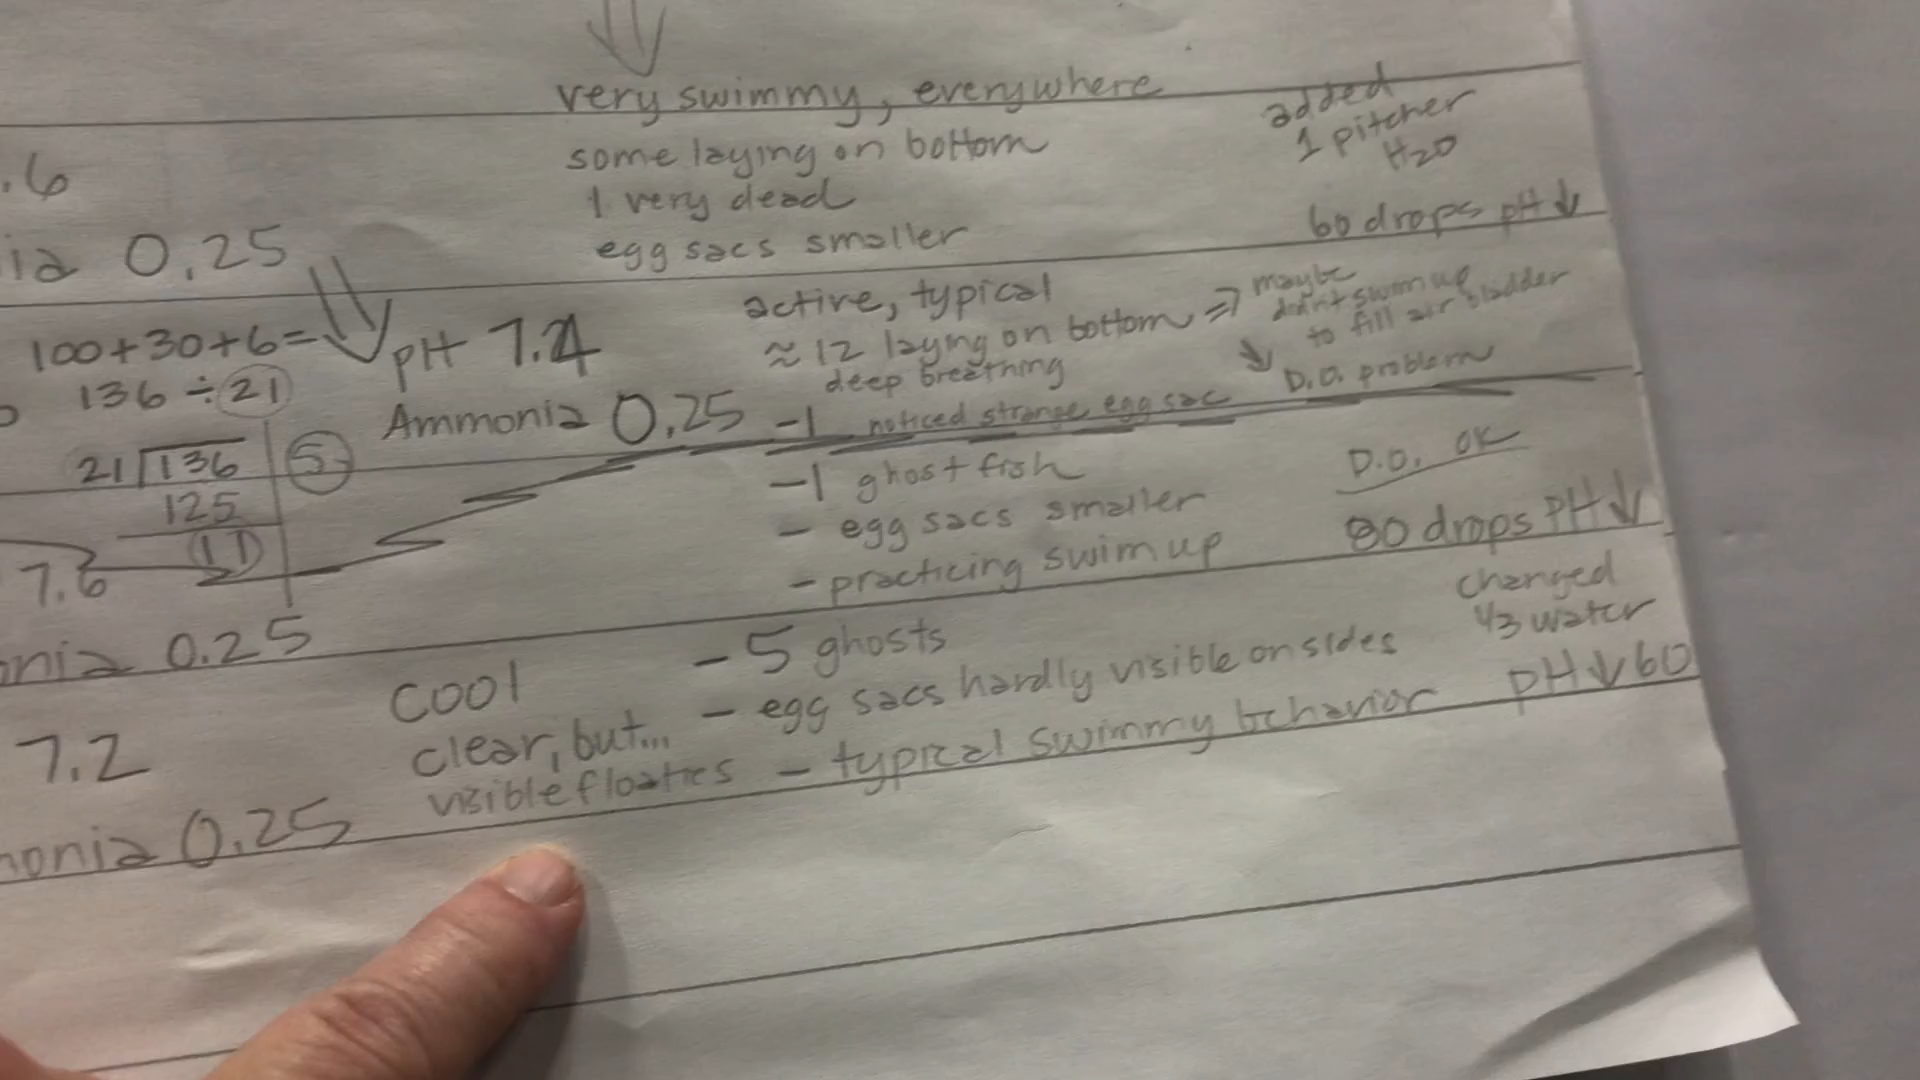 very swimmy, everywhere
added
1 pitcher
H2O
.6
some laying on bottom
1 very dead
egg sacs smaller
60 drops pH ↓
ia 0.25
100+30+6=
136 ÷ 21
pH 7.4
active, typical
≈ 12 laying on bottom ⇒ maybe
didn't swim up
to fill air bladder
deep breathing
↓ D.O. problem
Ammonia 0.25
-1 noticed strange egg sac
21 136
125
11
5
-1 ghost fish
- egg sacs smaller
- practicing swim up
D.O. OK
80 drops pH ↓
7.6
onia 0.25
cool
clear, but...
visible floaties
- 5 ghosts
- egg sacs hardly visible on sides
- typical swimmy behavior
changed
1/3 water
pH ↓ 60
7.2
monia 0.25